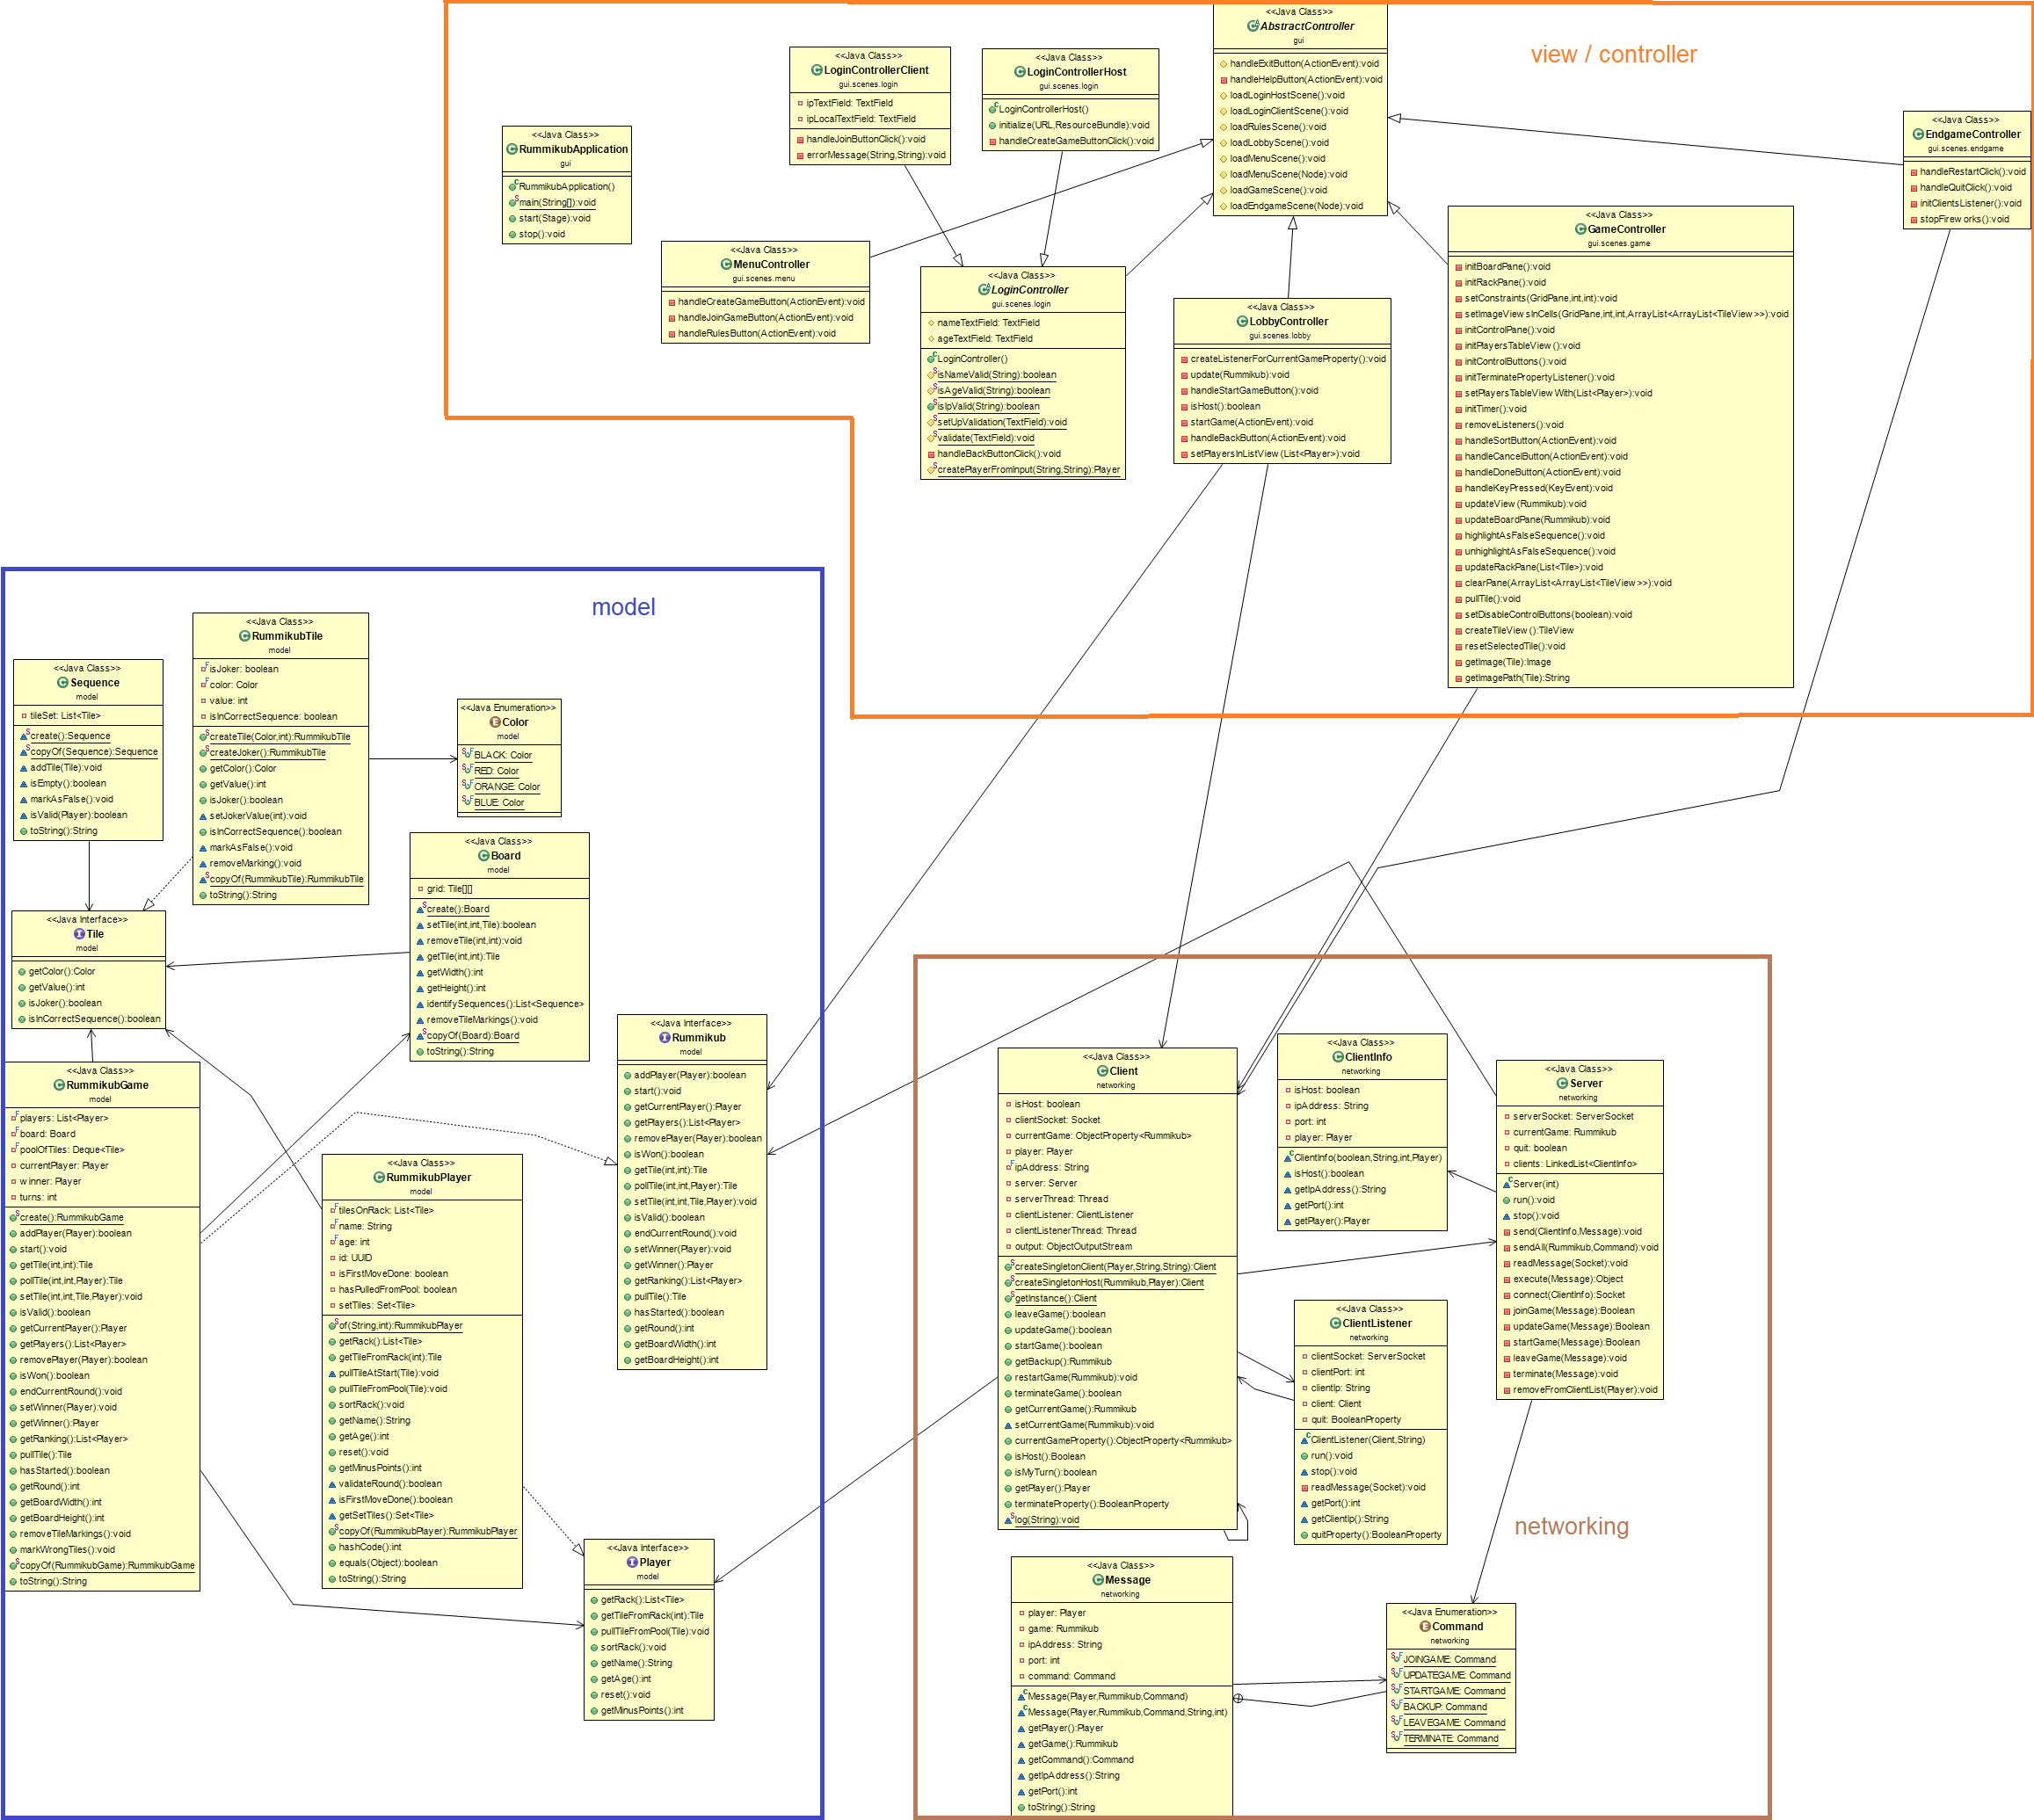 view / controller
<<Java Class>>
AbstractController
gui
handleExitButton(ActionEvent):void
handleHelpButton(ActionEvent):void
loadLoginHostScene():void
loadLoginClientScene():void
loadRulesScene():void
loadLobbyScene():void
loadMenuScene():void
loadMenuScene(Node):void
loadGameScene():void
loadEndgameScene(Node):void
<<Java Class>>
LoginControllerClient
gui.scenes.login
ipTextField: TextField
ipLocalTextField: TextField
handleJoinButtonClick():void
errorMessage(String,String):void
<<Java Class>>
LoginControllerHost
gui.scenes.login
LoginControllerHost()
initialize(URL,ResourceBundle):void
handleCreateGameButtonClick():void
<<Java Class>>
RummikubApplication
gui
RummikubApplication()
main(String[]):void
start(Stage):void
stop():void
<<Java Class>>
EndgameController
gui.scenes.endgame
handleRestartClick():void
handleQuitClick():void
initClientsListener():void
stopFirew orks():void
<<Java Class>>
MenuController
gui.scenes.menu
handleCreateGameButton(ActionEvent):void
handleJoinGameButton(ActionEvent):void
handleRulesButton(ActionEvent):void
<<Java Class>>
LoginController
gui.scenes.login
nameTextField: TextField
ageTextField: TextField
LoginController()
isNameValid(String):boolean
isAgeValid(String):boolean
isIpValid(String):boolean
setUpValidation(TextField):void
validate(TextField):void
handleBackButtonClick():void
createPlayerFromInput(String,String):Player
<<Java Class>>
LobbyController
gui.scenes.lobby
createListenerForCurrentGameProperty():void
update(Rummikub):void
handleStartGameButton():void
isHost():boolean
startGame(ActionEvent):void
handleBackButton(ActionEvent):void
setPlayersInListView (List<Player>):void
<<Java Class>>
GameController
gui.scenes.game
initBoardPane():void
initRackPane():void
setConstraints(GridPane,int,int):void
setImageView sInCells(GridPane,int,int,ArrayList<ArrayList<TileView >>):void
initControlPane():void
initPlayersTableView ():void
initControlButtons():void
initTerminatePropertyListener():void
setPlayersTableView With(List<Player>):void
initTimer():void
removeListeners():void
handleSortButton(ActionEvent):void
handleCancelButton(ActionEvent):void
handleDoneButton(ActionEvent):void
handleKeyPressed(KeyEvent):void
updateView (Rummikub):void
updateBoardPane(Rummikub):void
highlightAsFalseSequence():void
unhighlightAsFalseSequence():void
updateRackPane(List<Tile>):void
clearPane(ArrayList<ArrayList<TileView >>):void
pullTile():void
setDisableControlButtons(boolean):void
createTileView ():TileView
resetSelectedTile():void
getImage(Tile):Image
getImagePath(Tile):String
model
<<Java Class>>
RummikubTile
model
isJoker: boolean
color: Color
value: int
isInCorrectSequence: boolean
createTile(Color,int):RummikubTile
createJoker():RummikubTile
getColor():Color
getValue():int
isJoker():boolean
setJokerValue(int):void
isInCorrectSequence():boolean
markAsFalse():void
removeMarking():void
copyOf(RummikubTile):RummikubTile
toString():String
<<Java Class>>
Sequence
model
tileSet: List<Tile>
create():Sequence
copyOf(Sequence):Sequence
addTile(Tile):void
isEmpty():boolean
markAsFalse():void
isValid(Player):boolean
toString():String
<<Java Enumeration>>
Color
model
BLACK: Color
RED: Color
ORANGE: Color
BLUE: Color
<<Java Class>>
Board
model
grid: Tile[][]
create():Board
setTile(int,int,Tile):boolean
removeTile(int,int):void
getTile(int,int):Tile
getWidth():int
getHeight():int
identifySequences():List<Sequence>
removeTileMarkings():void
copyOf(Board):Board
toString():String
<<Java Interface>>
Tile
model
getColor():Color
getValue():int
isJoker():boolean
isInCorrectSequence():boolean
<<Java Interface>>
Rummikub
model
addPlayer(Player):boolean
start():void
getCurrentPlayer():Player
getPlayers():List<Player>
removePlayer(Player):boolean
isWon():boolean
getTile(int,int):Tile
pollTile(int,int,Player):Tile
setTile(int,int,Tile,Player):void
isValid():boolean
endCurrentRound():void
setWinner(Player):void
getWinner():Player
getRanking():List<Player>
pullTile():Tile
hasStarted():boolean
getRound():int
getBoardWidth():int
getBoardHeight():int
<<Java Class>>
RummikubGame
model
players: List<Player>
board: Board
poolOfTiles: Deque<Tile>
currentPlayer: Player
w inner: Player
turns: int
create():RummikubGame
addPlayer(Player):boolean
start():void
getTile(int,int):Tile
pollTile(int,int,Player):Tile
setTile(int,int,Tile,Player):void
isValid():boolean
getCurrentPlayer():Player
getPlayers():List<Player>
removePlayer(Player):boolean
isWon():boolean
endCurrentRound():void
setWinner(Player):void
getWinner():Player
getRanking():List<Player>
pullTile():Tile
hasStarted():boolean
getRound():int
getBoardWidth():int
getBoardHeight():int
removeTileMarkings():void
markWrongTiles():void
copyOf(RummikubGame):RummikubGame
toString():String
<<Java Class>>
RummikubPlayer
model
tilesOnRack: List<Tile>
name: String
age: int
id: UUID
isFirstMoveDone: boolean
hasPulledFromPool: boolean
setTiles: Set<Tile>
of(String,int):RummikubPlayer
getRack():List<Tile>
getTileFromRack(int):Tile
pullTileAtStart(Tile):void
pullTileFromPool(Tile):void
sortRack():void
getName():String
getAge():int
reset():void
getMinusPoints():int
validateRound():boolean
isFirstMoveDone():boolean
getSetTiles():Set<Tile>
copyOf(RummikubPlayer):RummikubPlayer
hashCode():int
equals(Object):boolean
toString():String
<<Java Interface>>
Player
model
getRack():List<Tile>
getTileFromRack(int):Tile
pullTileFromPool(Tile):void
sortRack():void
getName():String
getAge():int
reset():void
getMinusPoints():int
<<Java Class>>
Client
networking
isHost: boolean
clientSocket: Socket
currentGame: ObjectProperty<Rummikub>
player: Player
ipAddress: String
server: Server
serverThread: Thread
clientListener: ClientListener
clientListenerThread: Thread
output: ObjectOutputStream
createSingletonClient(Player,String,String):Client
createSingletonHost(Rummikub,Player):Client
getInstance():Client
leaveGame():boolean
updateGame():boolean
startGame():boolean
getBackup():Rummikub
restartGame(Rummikub):void
terminateGame():boolean
getCurrentGame():Rummikub
setCurrentGame(Rummikub):void
currentGameProperty():ObjectProperty<Rummikub>
isHost():Boolean
isMyTurn():boolean
getPlayer():Player
terminateProperty():BooleanProperty
log(String):void
<<Java Class>>
ClientInfo
networking
isHost: boolean
ipAddress: String
port: int
player: Player
ClientInfo(boolean,String,int,Player)
isHost():boolean
getIpAddress():String
getPort():int
getPlayer():Player
<<Java Class>>
Server
networking
serverSocket: ServerSocket
currentGame: Rummikub
quit: boolean
clients: LinkedList<ClientInfo>
Server(int)
run():void
stop():void
send(ClientInfo,Message):void
sendAll(Rummikub,Command):void
readMessage(Socket):void
execute(Message):Object
connect(ClientInfo):Socket
joinGame(Message):Boolean
updateGame(Message):Boolean
startGame(Message):Boolean
leaveGame(Message):void
terminate(Message):void
removeFromClientList(Player):void
<<Java Class>>
ClientListener
networking
clientSocket: ServerSocket
clientPort: int
clientIp: String
client: Client
quit: BooleanProperty
ClientListener(Client,String)
run():void
stop():void
readMessage(Socket):void
getPort():int
getClientIp():String
quitProperty():BooleanProperty
networking
<<Java Class>>
Message
networking
player: Player
game: Rummikub
ipAddress: String
port: int
command: Command
Message(Player,Rummikub,Command)
Message(Player,Rummikub,Command,String,int)
getPlayer():Player
getGame():Rummikub
getCommand():Command
getIpAddress():String
getPort():int
toString():String
<<Java Enumeration>>
Command
networking
JOINGAME: Command
UPDATEGAME: Command
STARTGAME: Command
BACKUP: Command
LEAVEGAME: Command
TERMINATE: Command